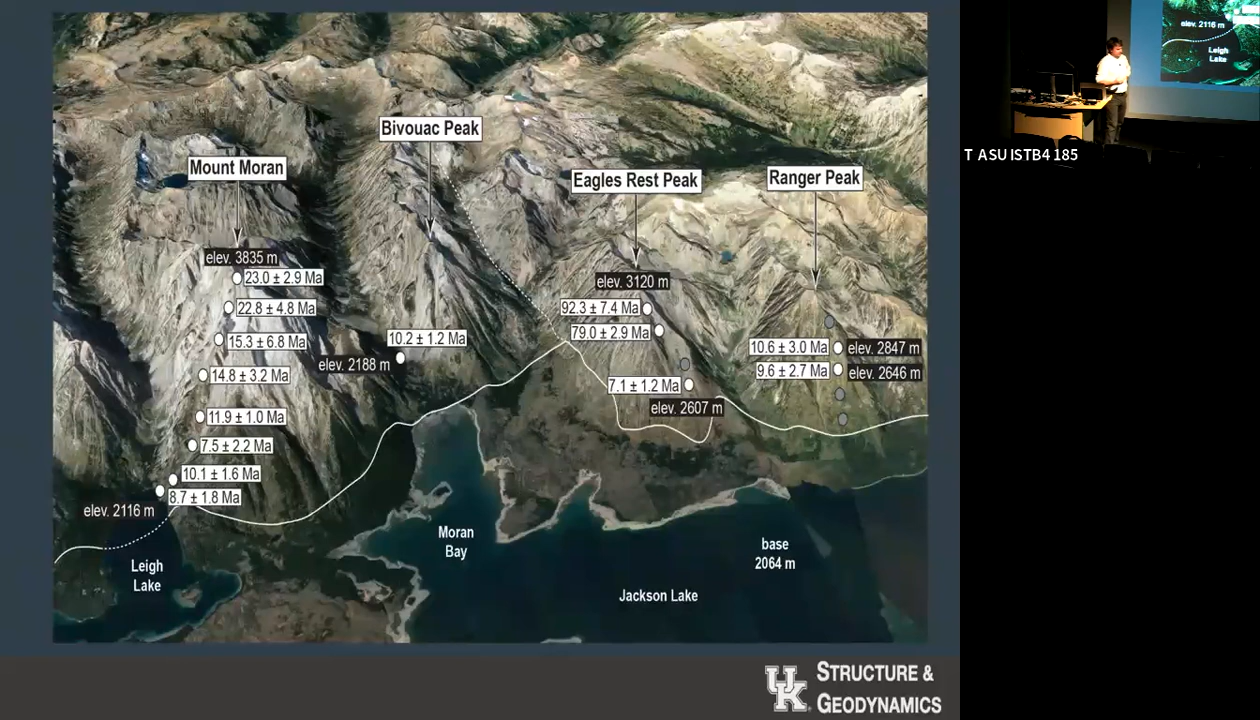 Bivouac Peak
Mount Moran
Eagles Rest Peak
Ranger Peak
elev. 3835 m
23.0 ± 2.9 Ma
22.8 ± 4.8 Ma
15.3 ± 6.8 Ma
14.8 ± 3.2 Ma
11.9 ± 1.0 Ma
7.5 ± 2.2 Ma
10.1 ± 1.6 Ma
8.7 ± 1.8 Ma
elev. 2116 m
10.2 ± 1.2 Ma
elev. 2188 m
elev. 3120 m
92.3 ± 7.4 Ma
79.0 ± 2.9 Ma
7.1 ± 1.2 Ma
elev. 2607 m
10.6 ± 3.0 Ma
elev. 2847 m
9.6 ± 2.7 Ma
elev. 2646 m
Leigh
Lake
Moran
Bay
Jackson Lake
base
2064 m
UK
STRUCTURE &
GEODYNAMICS
elev. 2116 m
Leigh
Lake
T ASU ISTB4 185